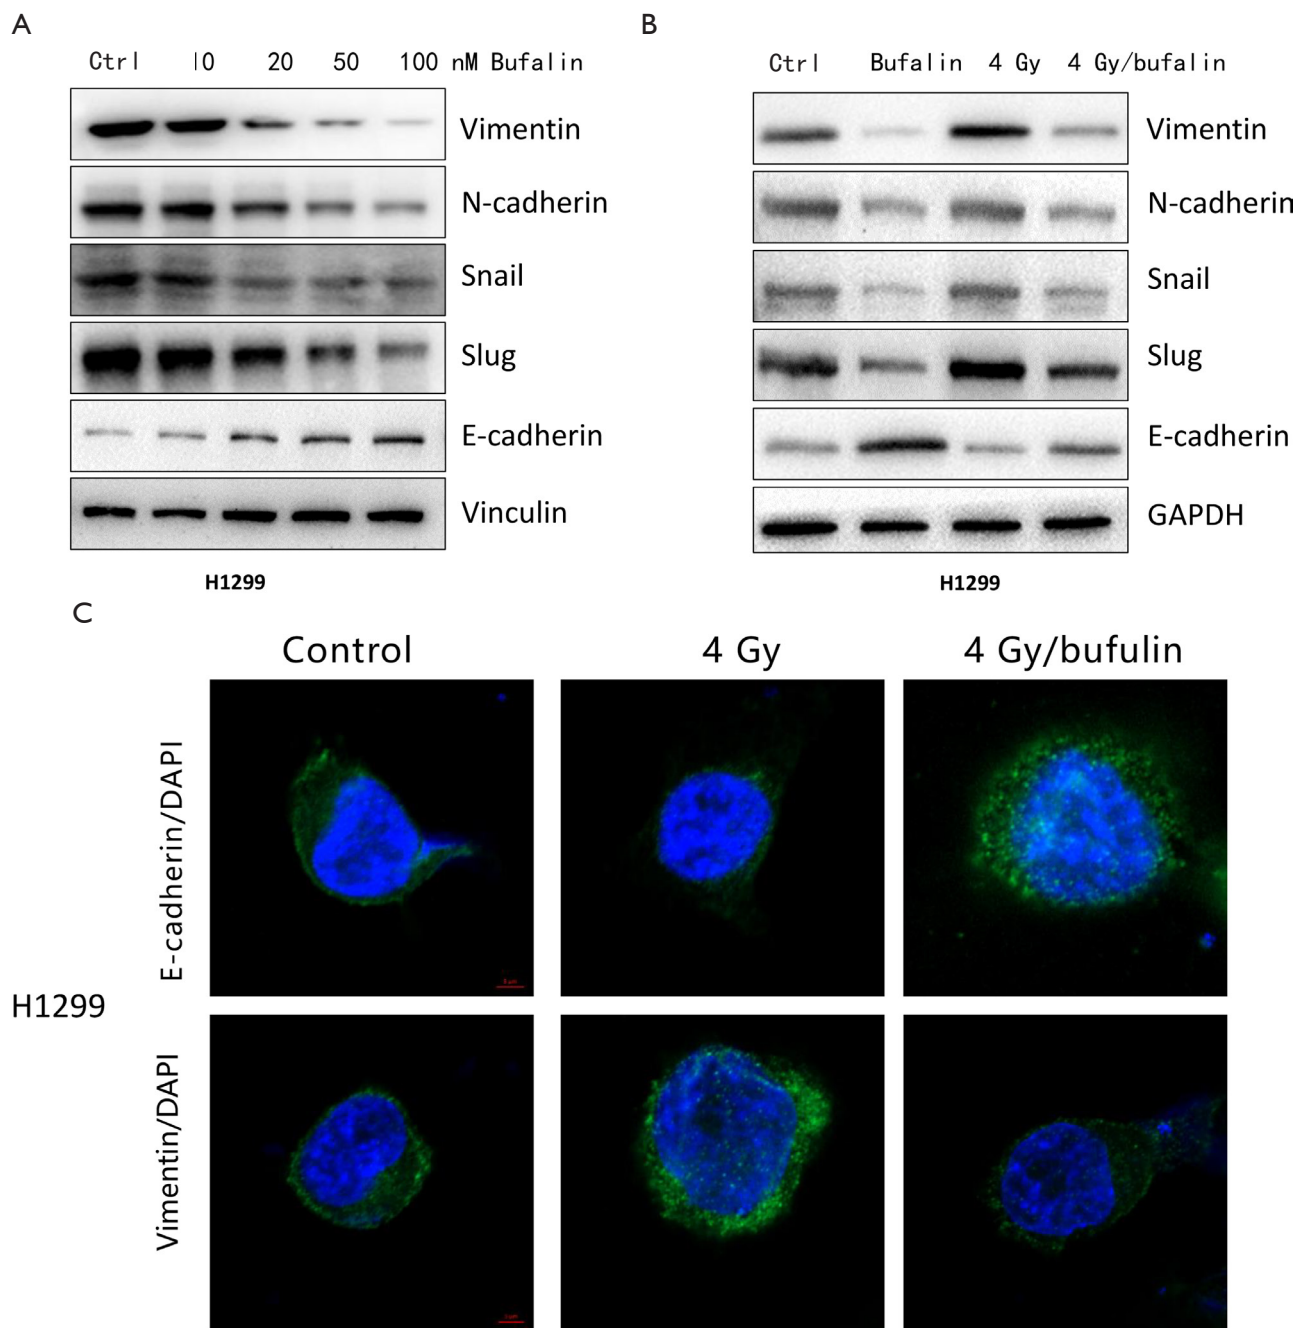 A
Ctrl 10 20 50 100 nM Bufalin
Vimentin
N-cadherin
Snail
Slug
E-cadherin
Vinculin
H1299
B
Ctrl Bufalin 4 Gy 4 Gy/bufalin
Vimentin
N-cadherin
Snail
Slug
E-cadherin
GAPDH
H1299
C
Control 4 Gy 4 Gy/bufulin
E-cadherin/DAPI
H1299
Vimentin/DAPI